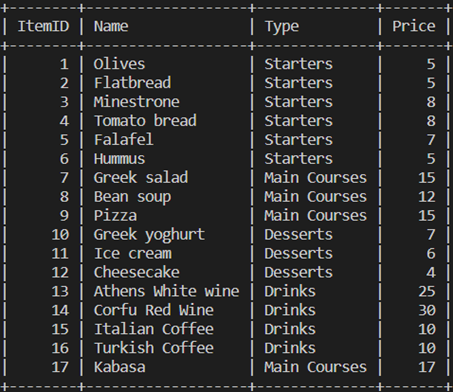 +--------+------------------+--------------+-------+
| ItemID | Name             | Type         | Price |
+--------+------------------+--------------+-------+
|      1 | Olives           | Starters     |     5 |
|      2 | Flatbread        | Starters     |     5 |
|      3 | Minestrone       | Starters     |     8 |
|      4 | Tomato bread     | Starters     |     8 |
|      5 | Falafel          | Starters     |     7 |
|      6 | Hummus           | Starters     |     5 |
|      7 | Greek salad      | Main Courses |    15 |
|      8 | Bean soup        | Main Courses |    12 |
|      9 | Pizza            | Main Courses |    15 |
|     10 | Greek yoghurt    | Desserts     |     7 |
|     11 | Ice cream        | Desserts     |     6 |
|     12 | Cheesecake       | Desserts     |     4 |
|     13 | Athens White wine | Drinks       |    25 |
|     14 | Corfu Red Wine   | Drinks       |    30 |
|     15 | Italian Coffee   | Drinks       |    10 |
|     16 | Turkish Coffee   | Drinks       |    10 |
|     17 | Kabasa           | Main Courses |    17 |
+--------+------------------+--------------+-------+